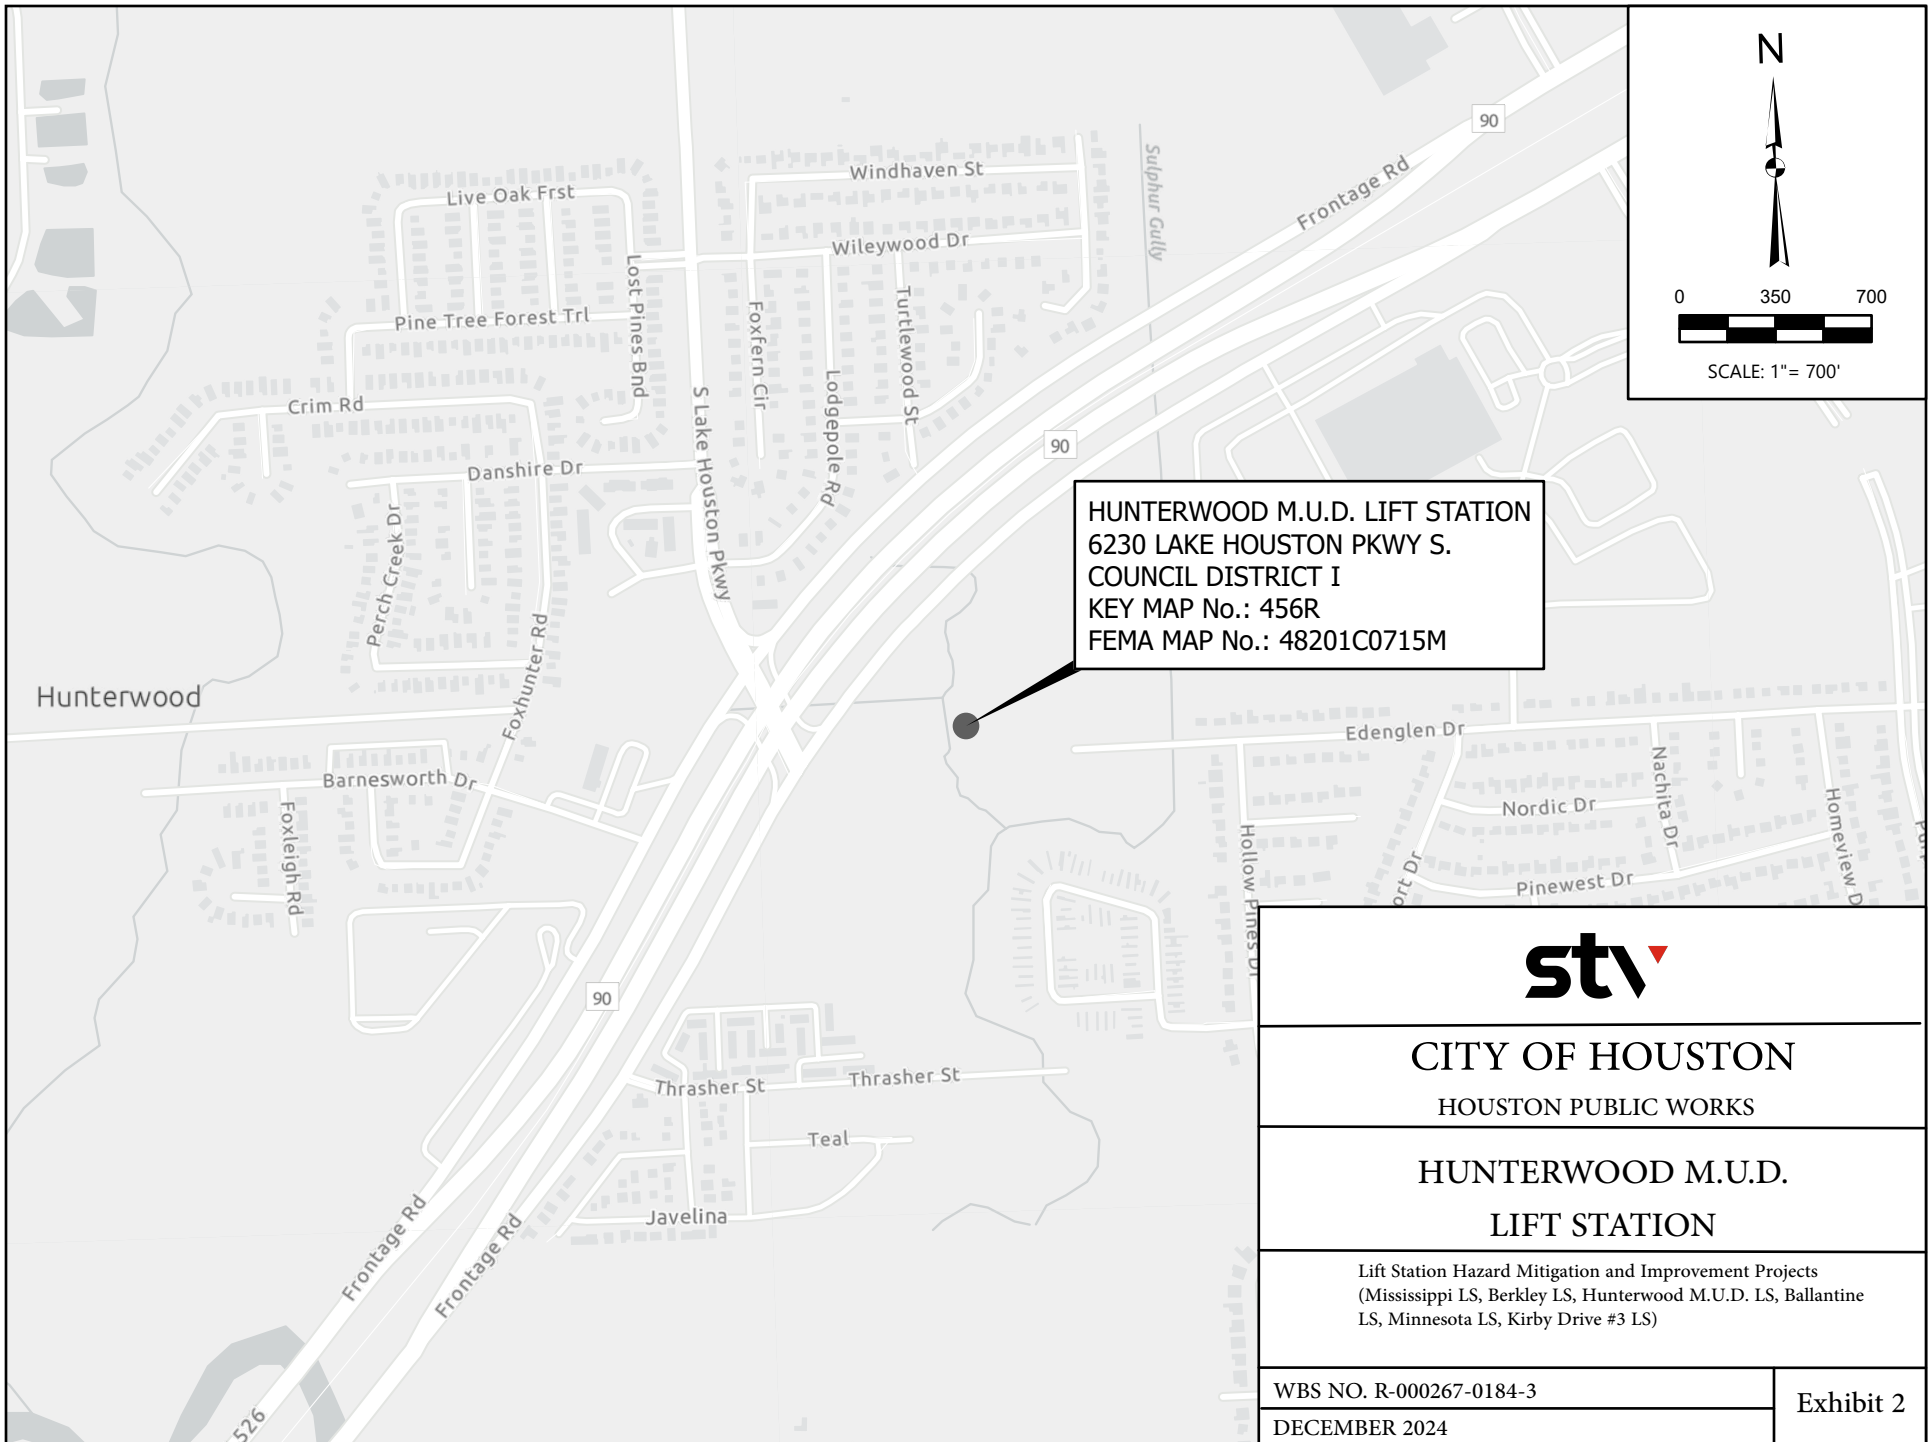 N
0 350 700
SCALE: 1"= 700'
90
Frontage Rd
Sulphur Gully
Windhaven St
Live Oak Frst
Wileywood Dr
Lost Pines Bnd
Pine Tree Forest Trl
Foxfern Cir
Turtlewood St
Lodgepole Rd
S Lake Houston Pkwy
Crim Rd
90
Danshire Dr
Perch Creek Dr
HUNTERWOOD M.U.D. LIFT STATION
6230 LAKE HOUSTON PKWY S.
COUNCIL DISTRICT I
KEY MAP No.: 456R
FEMA MAP No.: 48201C0715M
Foxhunter Rd
Hunterwood
Edenglen Dr
Barnesworth Dr
Foxleigh Rd
Nachita Dr
Nordic Dr
Homeview D
Hollow Pines Dr
ort Dr
Pinewest Dr
90
Thrasher St
Thrasher St
Teal
Javelina
Frontage Rd
Frontage Rd
526
stv
CITY OF HOUSTON
HOUSTON PUBLIC WORKS
HUNTERWOOD M.U.D.
LIFT STATION
Lift Station Hazard Mitigation and Improvement Projects
(Mississippi LS, Berkley LS, Hunterwood M.U.D. LS, Ballantine
LS, Minnesota LS, Kirby Drive #3 LS)
WBS NO. R-000267-0184-3
DECEMBER 2024
Exhibit 2